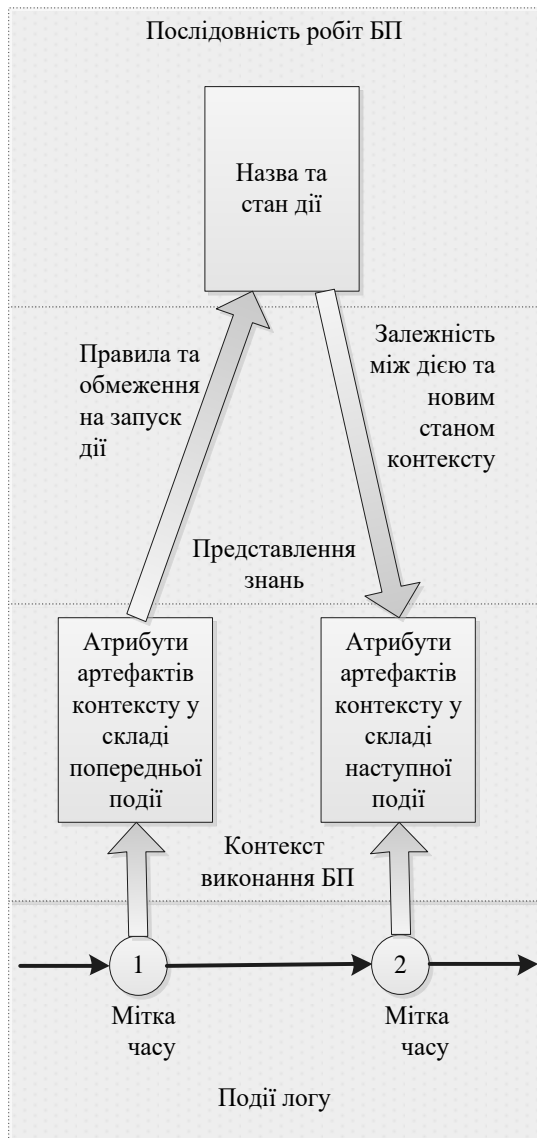 Послідовність робіт БП
Назва та
стан дії
Правила та
обмеження
на запуск
дії
Залежність
між дією та
новим
станом
контексту
Представлення
знань
Атрибути
артефактів
контексту у
складі
попередньої
події
Атрибути
артефактів
контексту у
складі
наступної
події
Контекст
виконання БП
1
2
Мітка
часу
Мітка
часу
Події логу